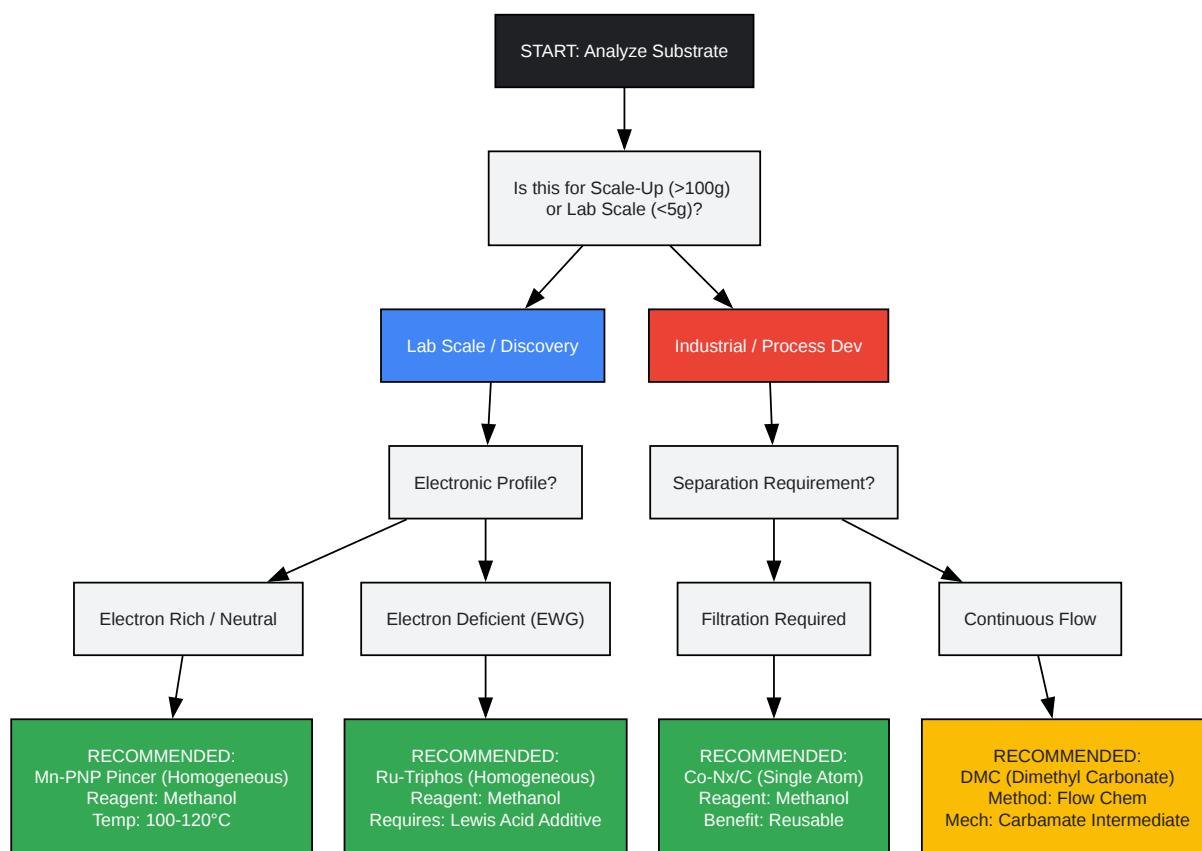 START: Analyze Substrate
Is this for Scale-Up (>100g)
or Lab Scale (<5g)?
Lab Scale / Discovery
Industrial / Process Dev
Electronic Profile?
Separation Requirement?
Electron Rich / Neutral
Electron Deficient (EWG)
Filtration Required
Continuous Flow
RECOMMENDED:
Mn-PNP Pincer (Homogeneous)
Reagent: Methanol
Temp: 100-120°C
RECOMMENDED:
Ru-Triphos (Homogeneous)
Reagent: Methanol
Requires: Lewis Acid Additive
RECOMMENDED:
Co-Nx/C (Single Atom)
Reagent: Methanol
Benefit: Reusable
RECOMMENDED:
DMC (Dimethyl Carbonate)
Method: Flow Chem
Mech: Carbamate Intermediate